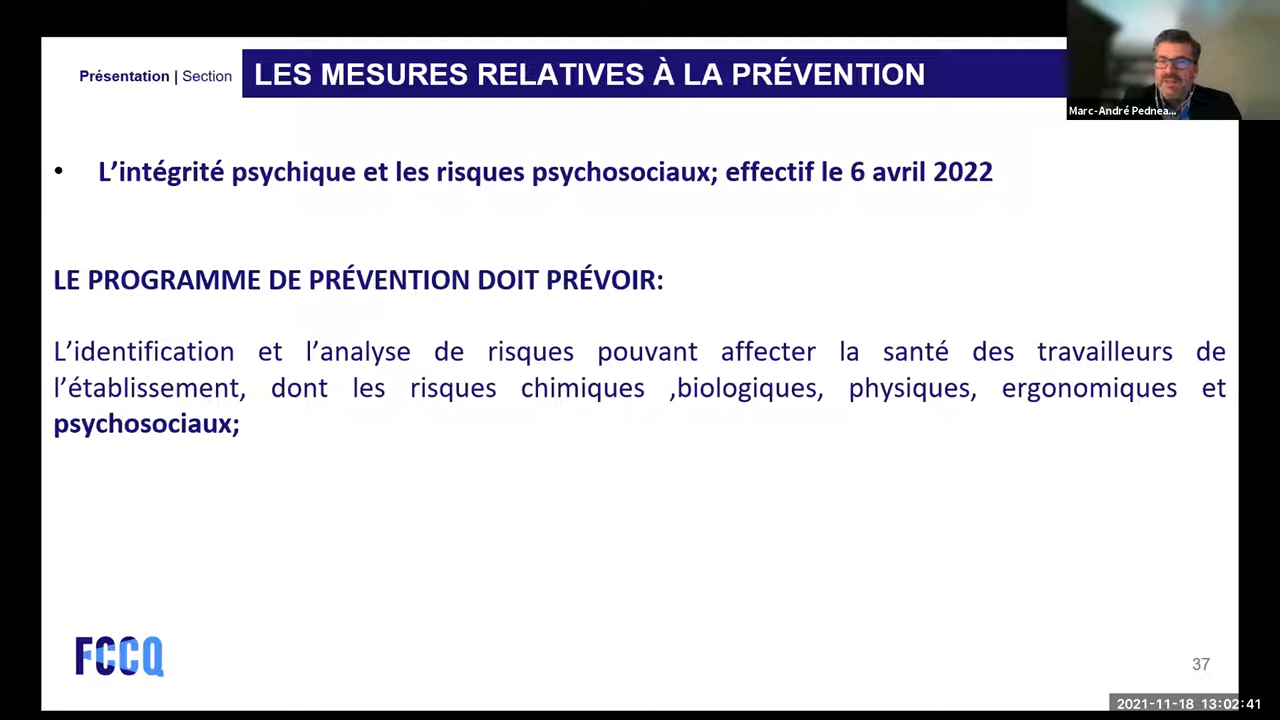 Présentation | Section
LES MESURES RELATIVES À LA PRÉVENTION
Marc-André Pednea...
• L’intégrité psychique et les risques psychosociaux; effectif le 6 avril 2022
LE PROGRAMME DE PRÉVENTION DOIT PRÉVOIR:
L’identification et l’analyse de risques pouvant affecter la santé des travailleurs de
l’établissement, dont les risques chimiques ,biologiques, physiques, ergonomiques et
psychosociaux;
FCCQ
37
2021-11-18 13:02:41